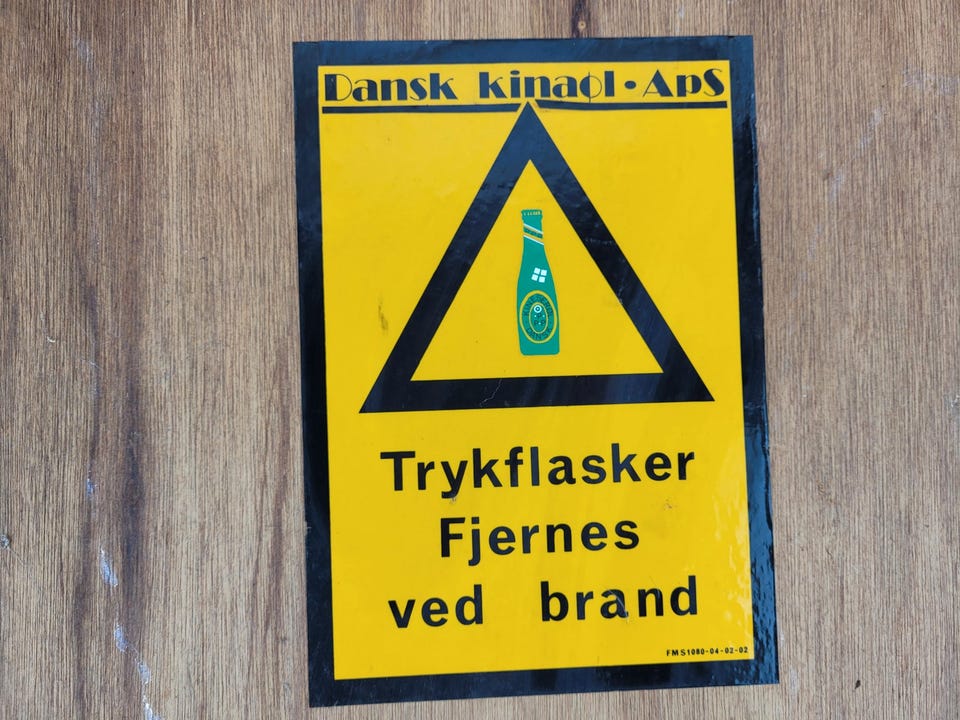 Dansk kinaøl • ApS
Trykflasker
Fjernes
ved brand
FMS1080-04-02-02